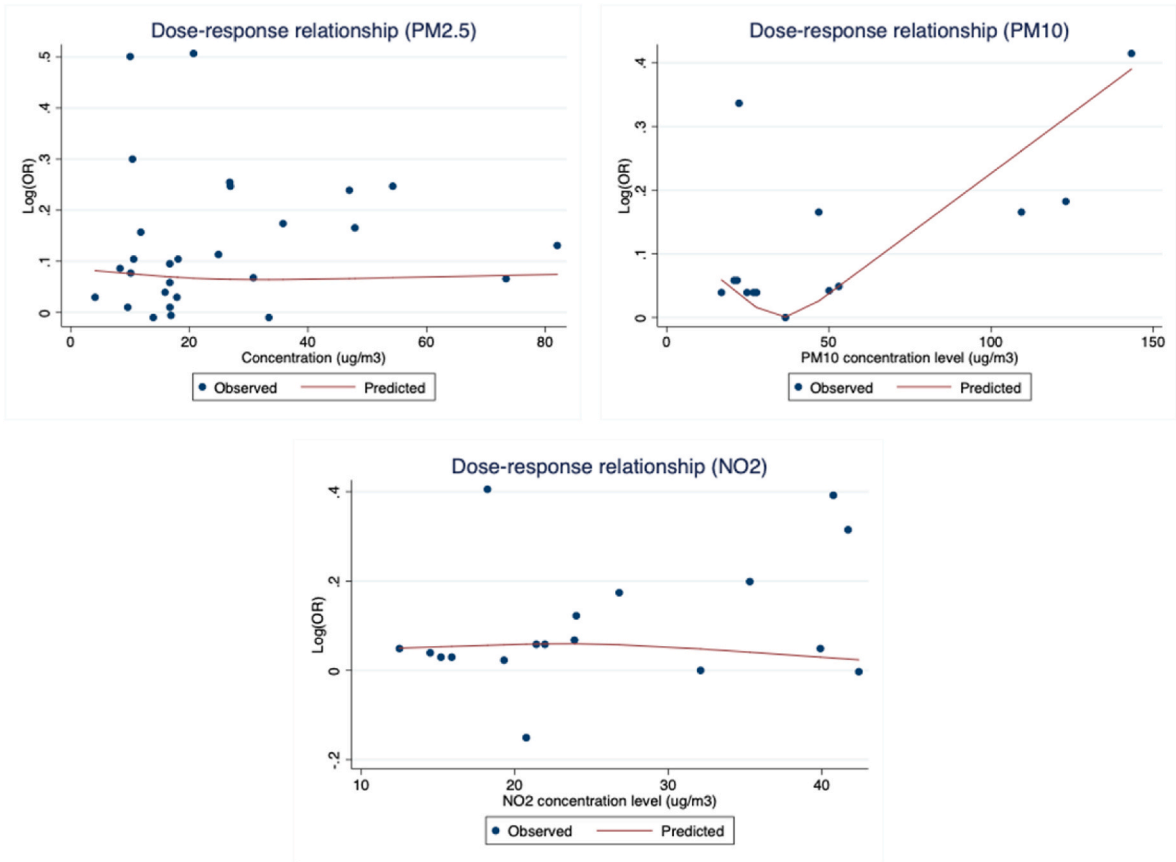 Dose-response relationship (PM2.5)
.5
.4
.3
.2
.1
0
Log(OR)
0 20 40 60 80
Concentration (ug/m3)
Observed Predicted
Dose-response relationship (PM10)
.4
.3
.2
.1
0
Log(OR)
0 50 100 150
PM10 concentration level (ug/m3)
Observed Predicted
Dose-response relationship (NO2)
.4
.2
0
-.2
Log(OR)
10 20 30 40
NO2 concentration level (ug/m3)
Observed Predicted